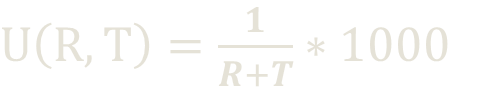 U(R, T) = 1/(R+T) * 1000